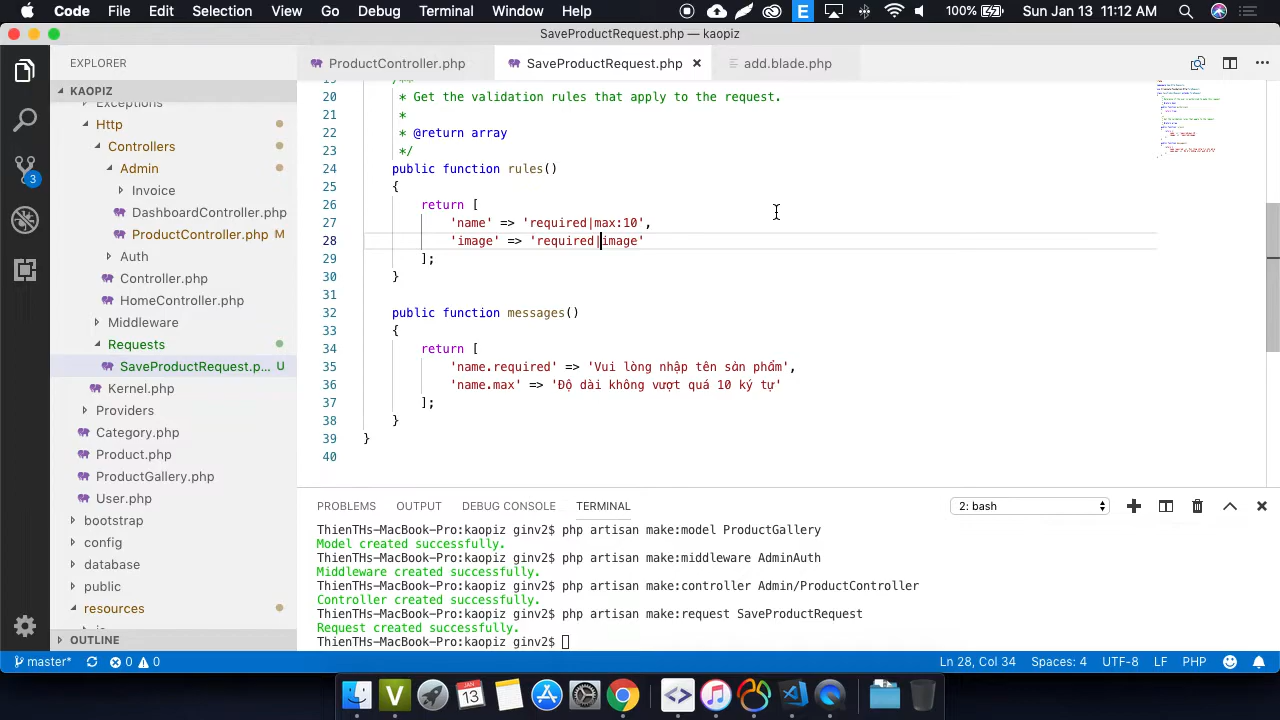 Code File Edit Selection View Go Debug Terminal Window Help 100% Sun Jan 13 11:12 AM
SaveProductRequest.php — kaopiz
EXPLORER
ProductController.php
SaveProductRequest.php
add.blade.php
KAOPIZ
Exceptions
Http
Controllers
Admin
Invoice
DashboardController.php
ProductController.php M
Auth
Controller.php
HomeController.php
Middleware
Requests
SaveProductRequest.p... U
Kernel.php
Providers
Category.php
Product.php
ProductGallery.php
User.php
bootstrap
config
database
public
resources
OUTLINE
3
19 /**
20 * Get the validation rules that apply to the request.
21 *
22 * @return array
23 */
24 public function rules()
25 {
26 return [
27 'name' => 'required|max:10',
28 'image' => 'required|image'
29 ];
30 }
31
32 public function messages()
33 {
34 return [
35 'name.required' => 'Vui lòng nhập tên sản phẩm',
36 'name.max' => 'Độ dài không vượt quá 10 ký tự'
37 ];
38 }
39 }
40
PROBLEMS OUTPUT DEBUG CONSOLE TERMINAL 2: bash
ThienTHs-MacBook-Pro:kaopiz ginv2$ php artisan make:model ProductGallery
Model created successfully.
ThienTHs-MacBook-Pro:kaopiz ginv2$ php artisan make:middleware AdminAuth
Middleware created successfully.
ThienTHs-MacBook-Pro:kaopiz ginv2$ php artisan make:controller Admin/ProductController
Controller created successfully.
ThienTHs-MacBook-Pro:kaopiz ginv2$ php artisan make:request SaveProductRequest
Request created successfully.
ThienTHs-MacBook-Pro:kaopiz ginv2$
master* 0 0 Ln 28, Col 34 Spaces: 4 UTF-8 LF PHP
JAN
13